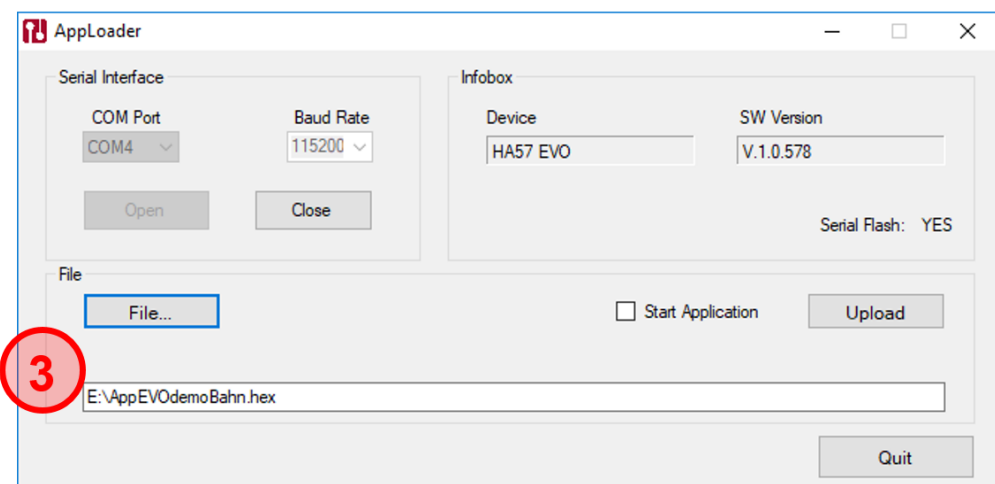 AppLoader
Serial Interface
COM Port
Baud Rate
COM4
115200
Open
Close
Infobox
Device
SW Version
HA57 EVO
V.1.0.578
Serial Flash: YES
File
File...
Start Application
Upload
3
E:\AppEVOdemoBahn.hex
Quit